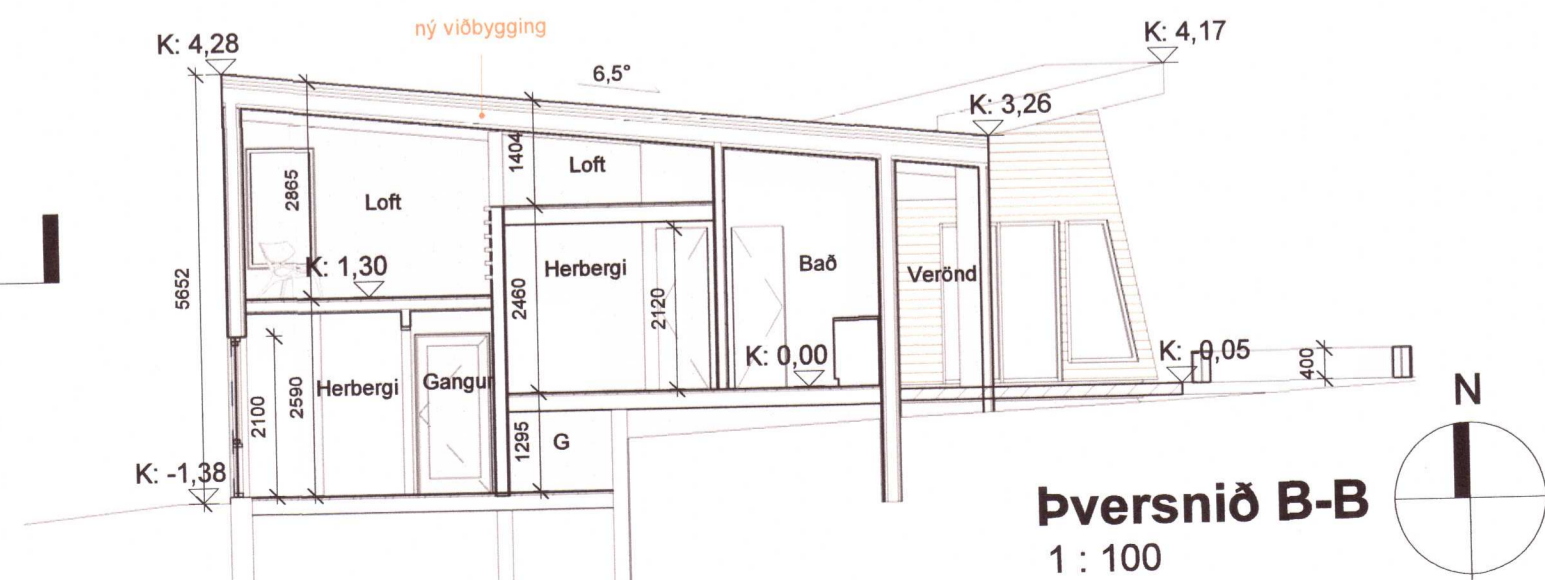 ný viðbygging
K: 4,28
K: 4,17
6,5°
K: 3,26
1404
Loft
2865
Loft
K: 1,30
Herbergi
Bað
Verönd
5652
2460
2120
K: 0,00
K: -0,05
400
2100
2590
Herbergi
Gangur
1295
G
K: -1,38
N
Þversnið B-B
1 : 100